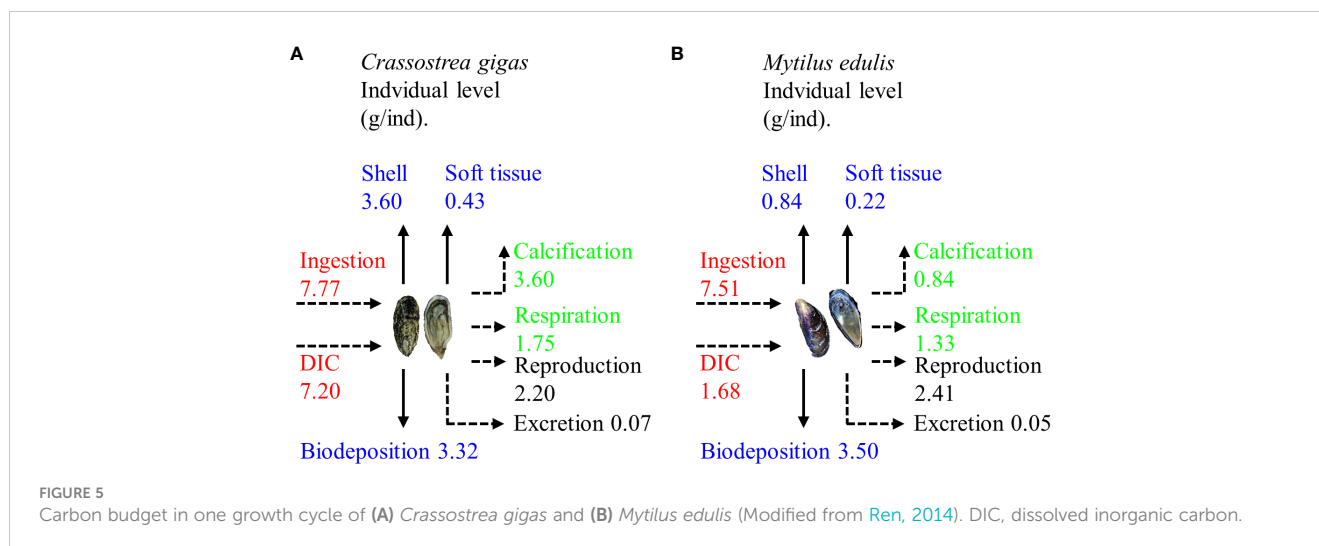 A
Crassostrea gigas
Indvidual level
(g/ind).
Shell
3.60
Soft tissue
0.43
Ingestion
7.77
DIC
7.20
Calcification
3.60
Respiration
1.75
Reproduction
2.20
Excretion 0.07
Biodeposition 3.32
B
Mytilus edulis
Indvidual level
(g/ind).
Shell
0.84
Soft tissue
0.22
Ingestion
7.51
DIC
1.68
Calcification
0.84
Respiration
1.33
Reproduction
2.41
Excretion 0.05
Biodeposition 3.50
FIGURE 5
Carbon budget in one growth cycle of (A) Crassostrea gigas and (B) Mytilus edulis (Modified from Ren, 2014). DIC, dissolved inorganic carbon.